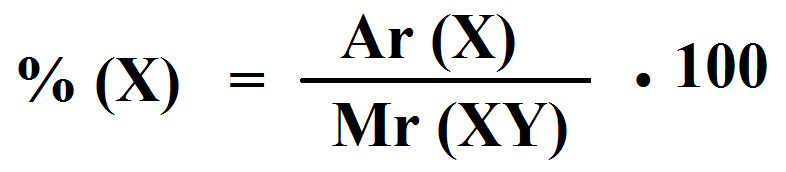 % (X) = Ar (X) / Mr (XY) • 100